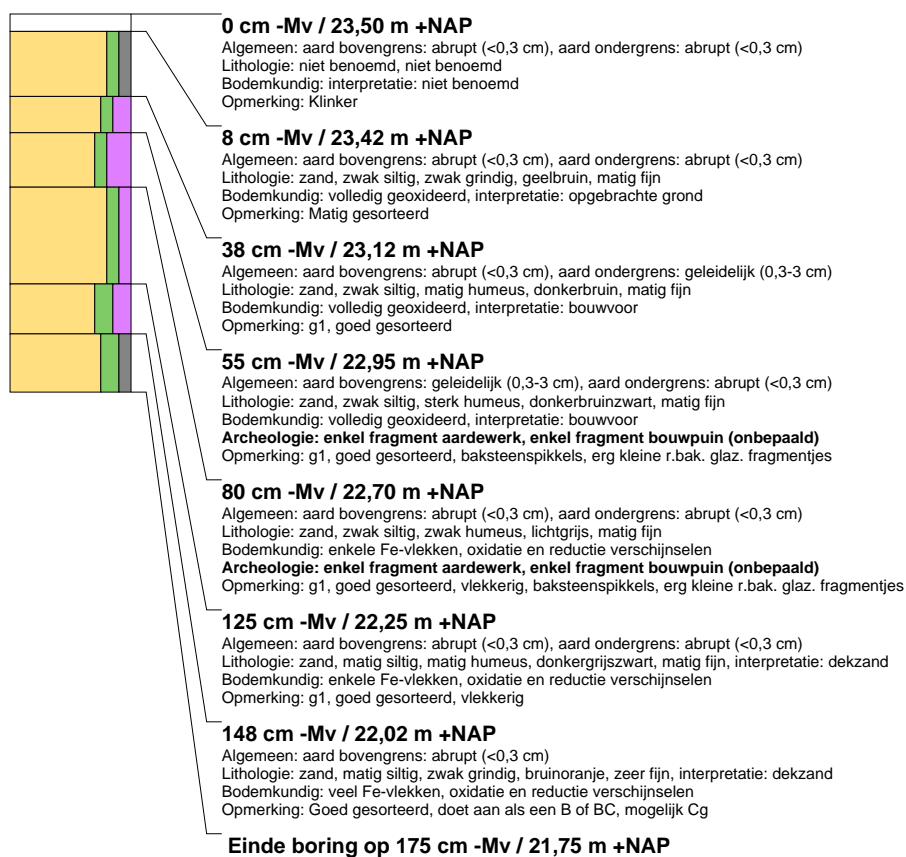 0 cm -Mv / 23,50 m +NAP
Algemeen: aard bovengrens: abrupt (<0,3 cm), aard ondergrens: abrupt (<0,3 cm)
Lithologie: niet benoemd, niet benoemd
Bodemkundig: interpretatie: niet benoemd
Opmerking: Klinker
8 cm -Mv / 23,42 m +NAP
Algemeen: aard bovengrens: abrupt (<0,3 cm), aard ondergrens: abrupt (<0,3 cm)
Lithologie: zand, zwak siltig, zwak grindig, geelbruin, matig fijn
Bodemkundig: volledig geoxideerd, interpretatie: opgebrachte grond
Opmerking: Matig gesorteerd
38 cm -Mv / 23,12 m +NAP
Algemeen: aard bovengrens: abrupt (<0,3 cm), aard ondergrens: geleidelijk (0,3-3 cm)
Lithologie: zand, zwak siltig, matig humeus, donkerbruin, matig fijn
Bodemkundig: volledig geoxideerd, interpretatie: bouwvoor
Opmerking: g1, goed gesorteerd
55 cm -Mv / 22,95 m +NAP
Algemeen: aard bovengrens: geleidelijk (0,3-3 cm), aard ondergrens: abrupt (<0,3 cm)
Lithologie: zand, zwak siltig, sterk humeus, donkerbruinzwart, matig fijn
Bodemkundig: volledig geoxideerd, interpretatie: bouwvoor
Archeologie: enkel fragment aardewerk, enkel fragment bouwpuin (onbepaald)
Opmerking: g1, goed gesorteerd, baksteenspikkels, erg kleine r.bak. glaz. fragmentjes
80 cm -Mv / 22,70 m +NAP
Algemeen: aard bovengrens: abrupt (<0,3 cm), aard ondergrens: abrupt (<0,3 cm)
Lithologie: zand, zwak siltig, zwak humeus, lichtgrijs, matig fijn
Bodemkundig: enkele Fe-vlekken, oxidatie en reductie verschijnselen
Archeologie: enkel fragment aardewerk, enkel fragment bouwpuin (onbepaald)
Opmerking: g1, goed gesorteerd, vlekkerig, baksteenspikkels, erg kleine r.bak. glaz. fragmentjes
125 cm -Mv / 22,25 m +NAP
Algemeen: aard bovengrens: abrupt (<0,3 cm), aard ondergrens: abrupt (<0,3 cm)
Lithologie: zand, matig siltig, matig humeus, donkergrijszwart, matig fijn, interpretatie: dekzand
Bodemkundig: enkele Fe-vlekken, oxidatie en reductie verschijnselen
Opmerking: g1, goed gesorteerd, vlekkerig
148 cm -Mv / 22,02 m +NAP
Algemeen: aard bovengrens: abrupt (<0,3 cm)
Lithologie: zand, matig siltig, zwak grindig, bruinoranje, zeer fijn, interpretatie: dekzand
Bodemkundig: veel Fe-vlekken, oxidatie en reductie verschijnselen
Opmerking: Goed gesorteerd, doet aan als een B of BC, mogelijk Cg
Einde boring op 175 cm -Mv / 21,75 m +NAP